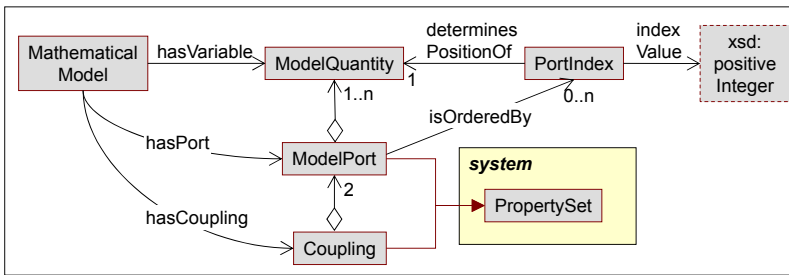 Mathematical
Model
hasVariable
ModelQuantity
determines
PositionOf
PortIndex
index
Value
xsd:
positive
Integer
1
1..n
0..n
isOrderedBy
hasPort
ModelPort
system
PropertySet
2
hasCoupling
Coupling